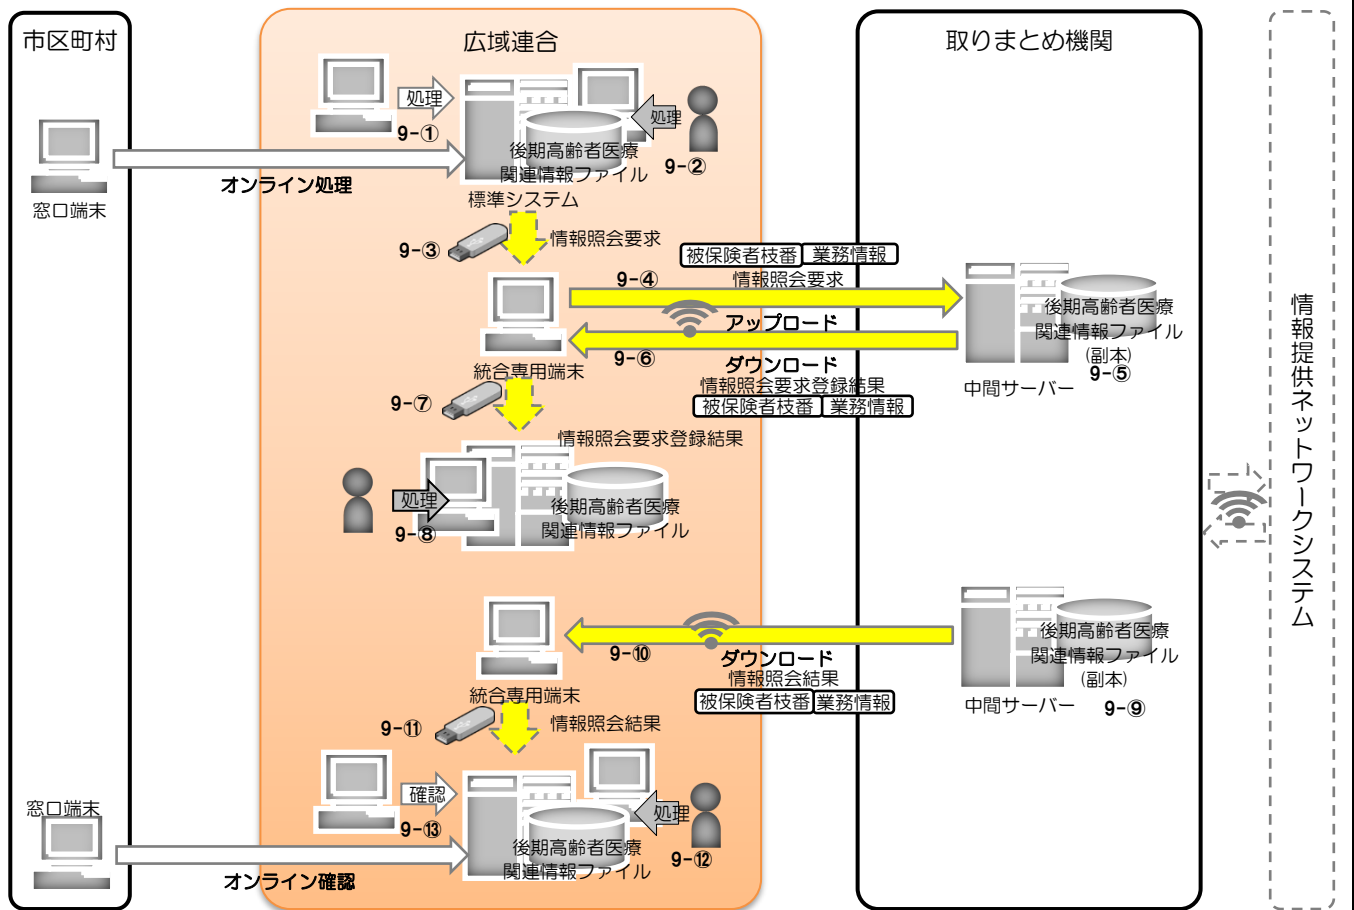 市区町村
広域連合
取りまとめ機関
処理
9-①
処理
9-②
後期高齢者医療
関連情報ファイル
標準システム
窓口端末
オンライン処理
9-③
情報照会要求
被保険者枝番
業務情報
9-④
情報照会要求
アップロード
9-⑥
ダウンロード
情報照会要求登録結果
被保険者枝番
業務情報
後期高齢者医療
関連情報ファイル
(副本)
9-⑤
中間サーバー
統合専用端末
9-⑦
情報照会要求登録結果
処理
9-⑧
後期高齢者医療
関連情報ファイル
情報提供ネットワークシステム
9-⑩
ダウンロード
情報照会結果
被保険者枝番
業務情報
後期高齢者医療
関連情報ファイル
(副本)
中間サーバー
9-⑨
統合専用端末
9-⑪
情報照会結果
確認
9-⑬
処理
9-⑫
後期高齢者医療
関連情報ファイル
窓口端末
オンライン確認